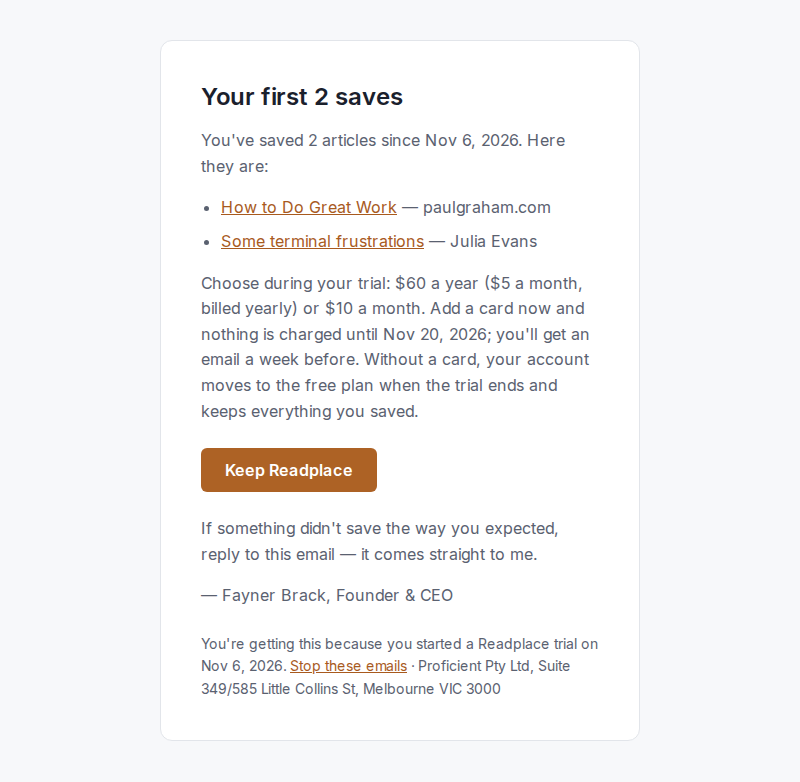 Your first 2 saves
You've saved 2 articles since Nov 6, 2026. Here
they are:
• How to Do Great Work — paulgraham.com
• Some terminal frustrations — Julia Evans
Choose during your trial: $60 a year ($5 a month,
billed yearly) or $10 a month. Add a card now and
nothing is charged until Nov 20, 2026; you'll get an
email a week before. Without a card, your account
moves to the free plan when the trial ends and
keeps everything you saved.
Keep Readplace
If something didn't save the way you expected,
reply to this email — it comes straight to me.
— Fayner Brack, Founder & CEO
You're getting this because you started a Readplace trial on
Nov 6, 2026. Stop these emails · Proficient Pty Ltd, Suite
349/585 Little Collins St, Melbourne VIC 3000